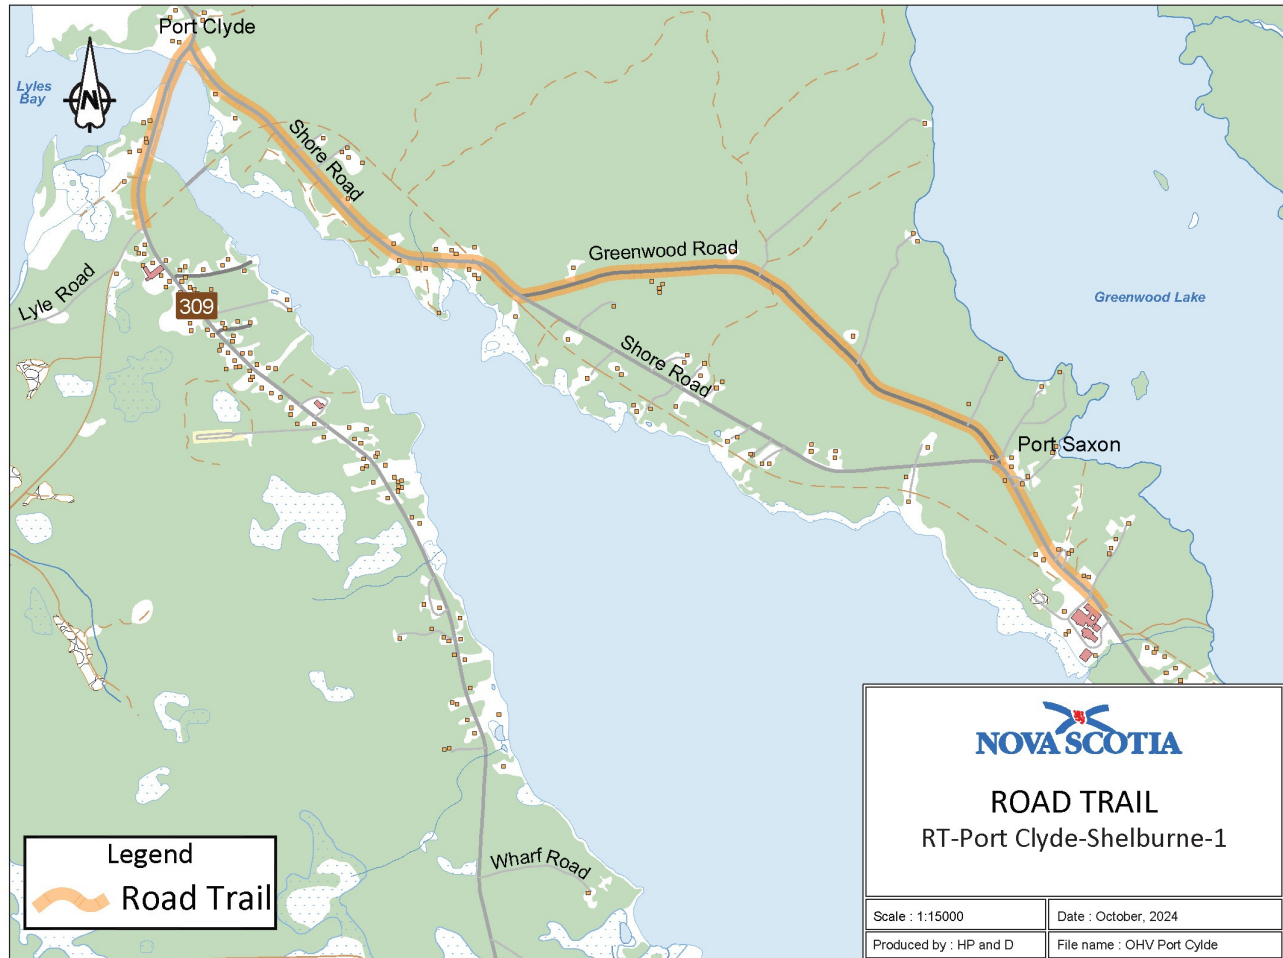 Port Clyde
Lyles
Bay
N
Shore Road
Greenwood Road
Lyle Road
309
Greenwood Lake
Shore Road
Port Saxon
Wharf Road
Legend
Road Trail
NOVA SCOTIA
ROAD TRAIL
RT-Port Clyde-Shelburne-1
Scale : 1:15000
Date : October, 2024
Produced by : HP and D
File name : OHV Port Cylde